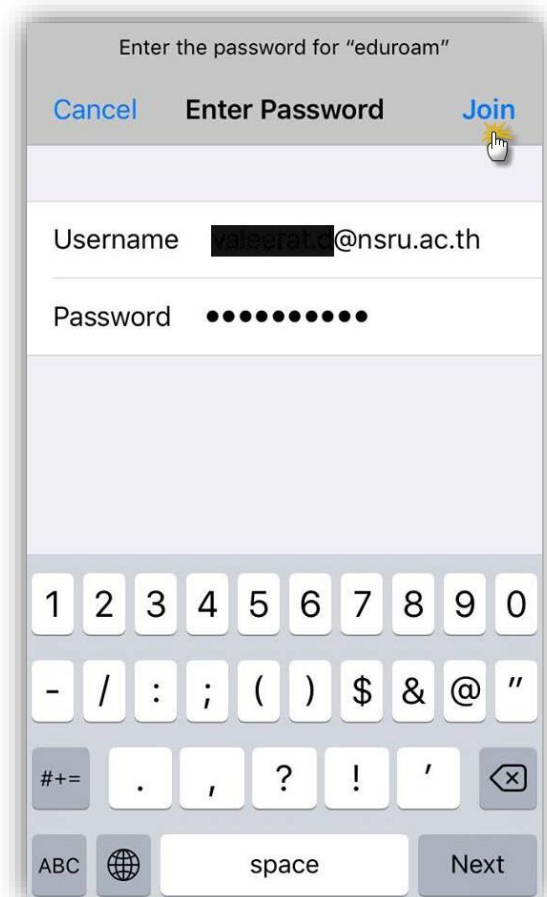 Enter the password for “eduroam”
Cancel Enter Password Join
Username @nsru.ac.th
Password ●●●●●●●●●●
1 2 3 4 5 6 7 8 9 0
- / : ; ( ) $ & @ "
#+= . , ? ! '
ABC space Next